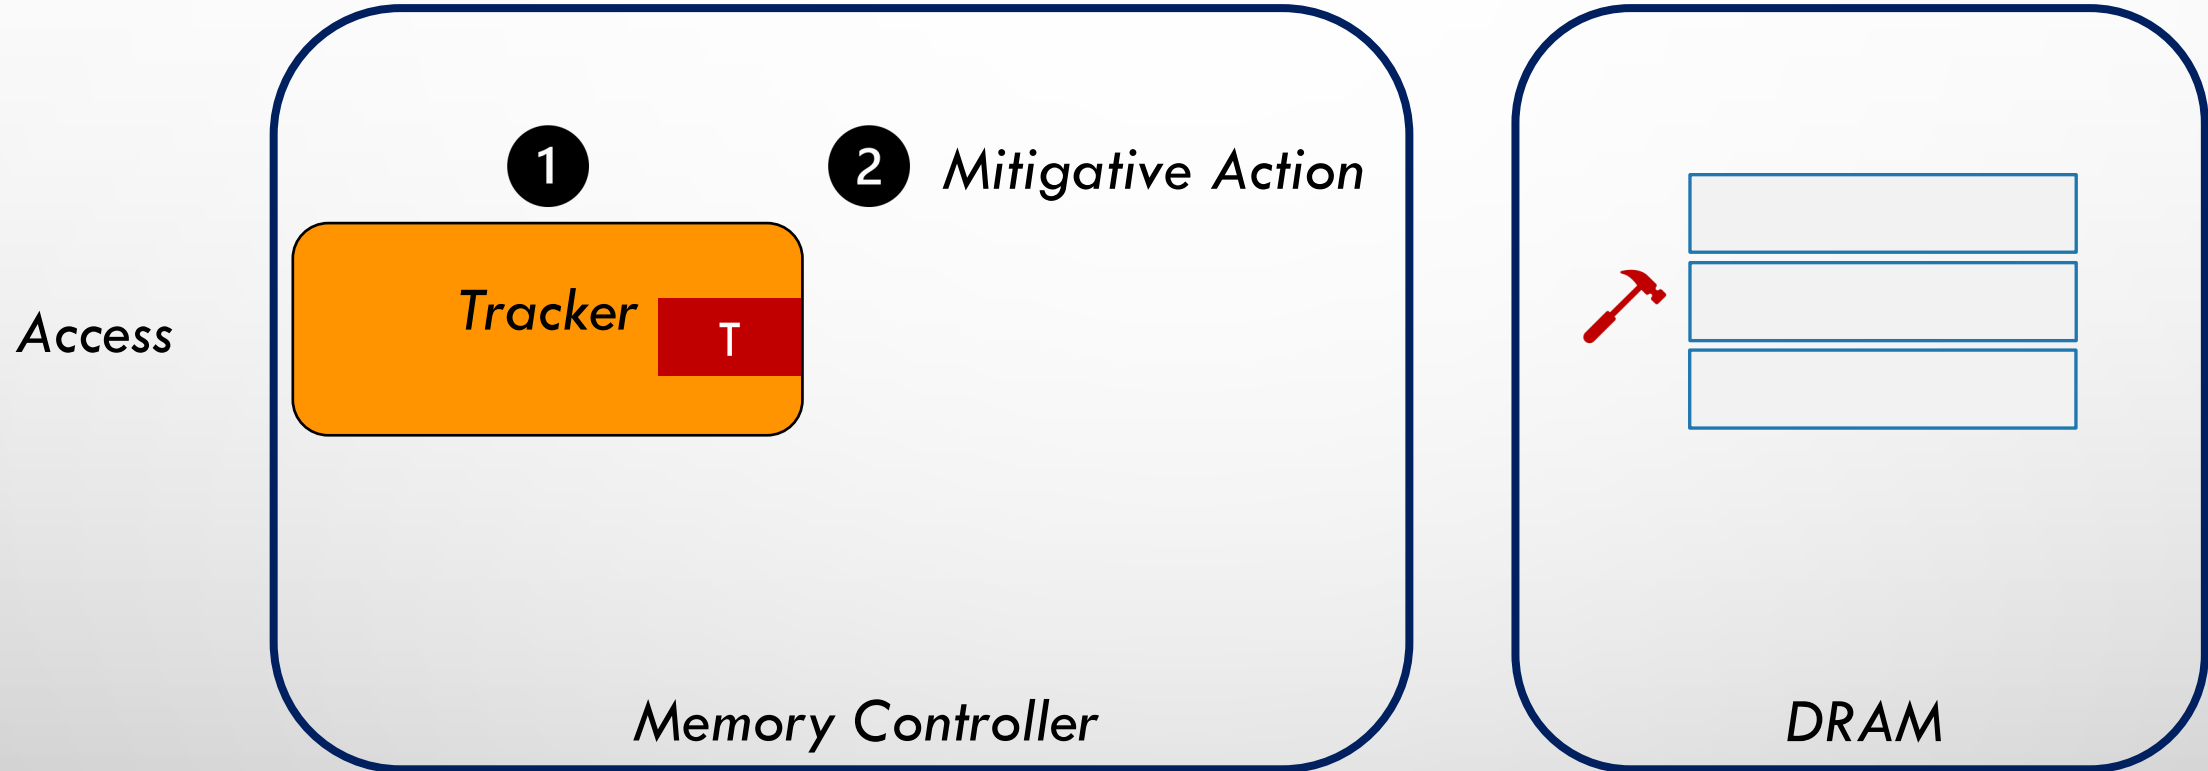 1
2 Mitigative Action
Tracker
T
Access
Memory Controller
DRAM